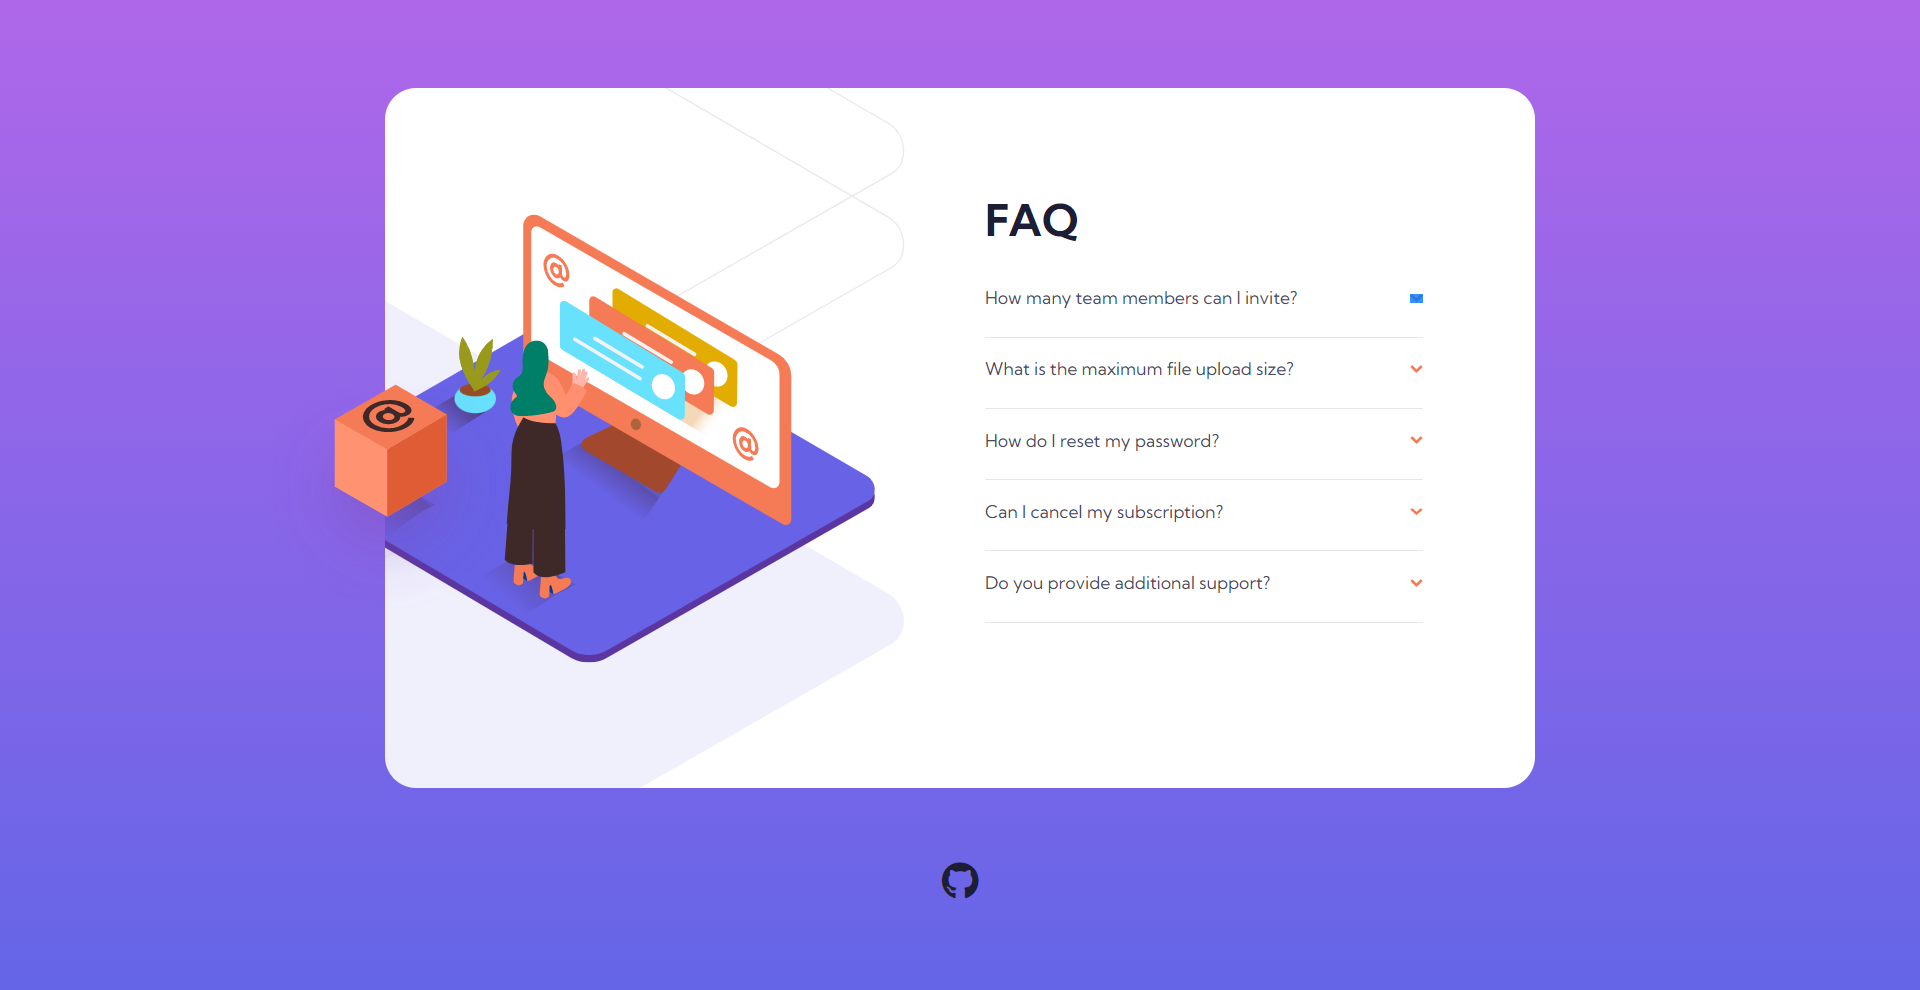 FAQ
How many team members can I invite?
What is the maximum file upload size?
How do I reset my password?
Can I cancel my subscription?
Do you provide additional support?
@
@
@